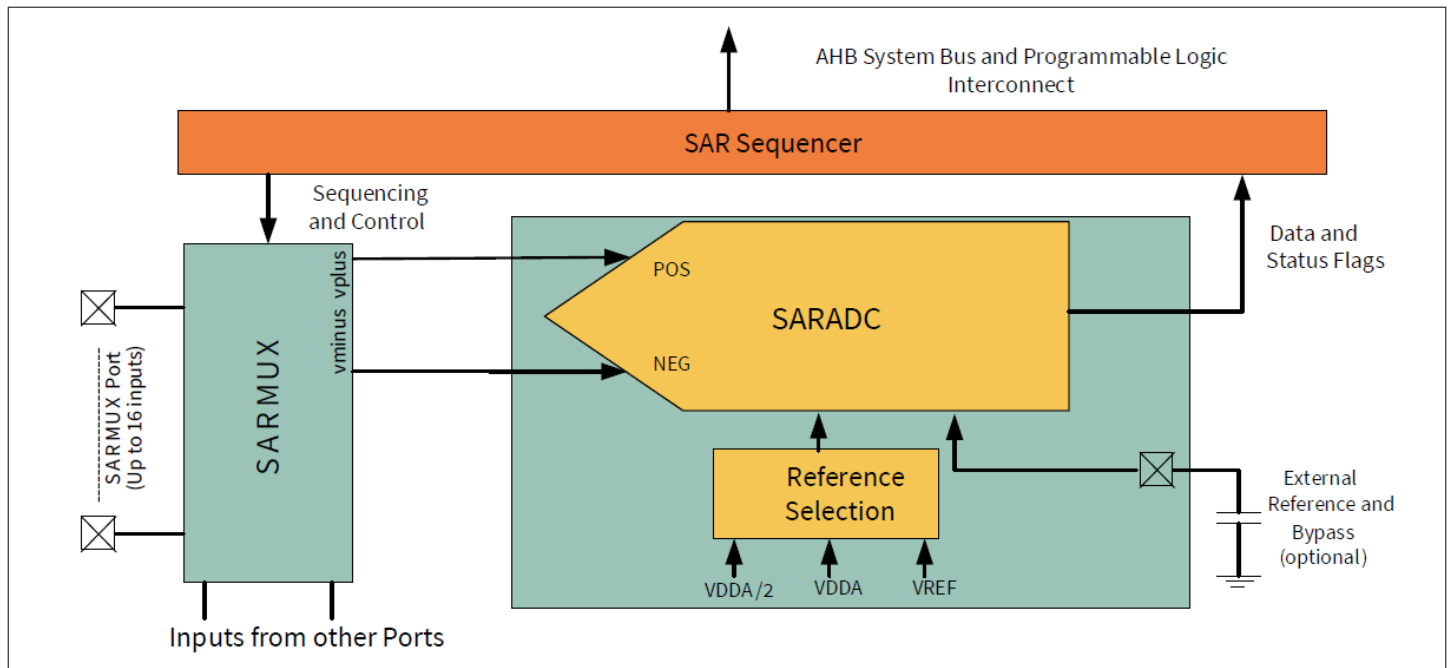 AHB System Bus and Programmable Logic
Interconnect
SAR Sequencer
Sequencing
and Control
Data and
Status Flags
vminus vplus
POS
NEG
SARADC
SARMUX
SARMUX Port
(Up to 16 inputs)
Reference
Selection
External
Reference and
Bypass
(optional)
VDDA/2
VDDA
VREF
Inputs from other Ports